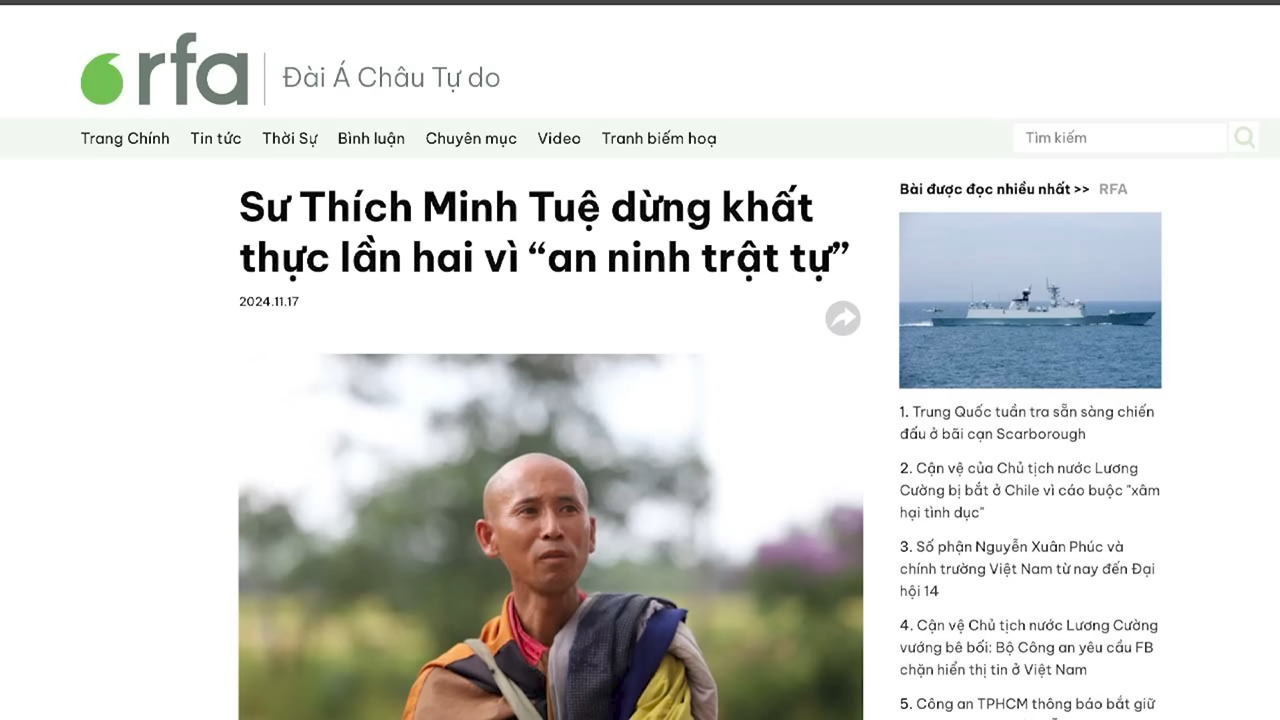 rfa Đài Á Châu Tự do
Trang Chính Tin tức Thời Sự Bình luận Chuyên mục Video Tranh biếm hoạ Tìm kiếm
Sư Thích Minh Tuệ dừng khất
thực lần hai vì “an ninh trật tự”
2024.11.17
Bài được đọc nhiều nhất >> RFA
1. Trung Quốc tuần tra sẵn sàng chiến
đấu ở bãi cạn Scarborough
2. Cận vệ của Chủ tịch nước Lương
Cường bị bắt ở Chile vì cáo buộc "xâm
hại tình dục"
3. Số phận Nguyễn Xuân Phúc và
chính trường Việt Nam từ nay đến Đại
hội 14
4. Cận vệ Chủ tịch nước Lương Cường
vướng bê bối: Bộ Công an yêu cầu FB
chặn hiển thị tin ở Việt Nam
5. Công an TPHCM thông báo bắt giữ